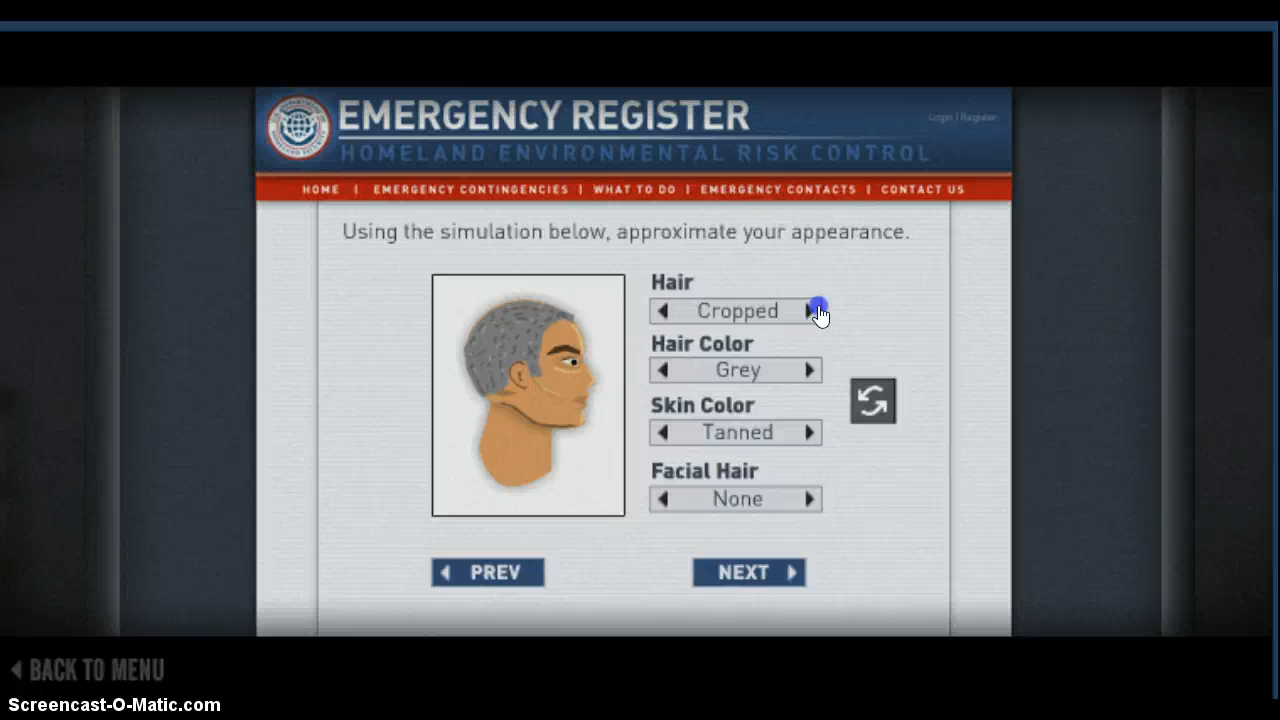 EMERGENCY REGISTER
Login | Register
HOMELAND ENVIRONMENTAL RISK CONTROL
HOME | EMERGENCY CONTINGENCIES | WHAT TO DO | EMERGENCY CONTACTS | CONTACT US
Using the simulation below, approximate your appearance.
Hair
Cropped
Hair Color
Grey
Skin Color
Tanned
Facial Hair
None
PREV
NEXT
BACK TO MENU
Screencast-O-Matic.com